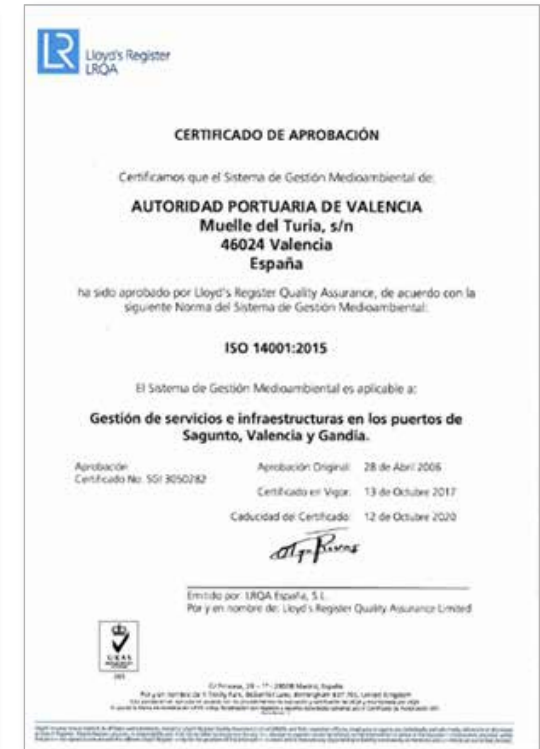 LR
Lloyd's Register
LRQA
CERTIFICADO DE APROBACIÓN
Certificamos que el Sistema de Gestión Medioambiental de:
AUTORIDAD PORTUARIA DE VALENCIA
Muelle del Turia, s/n
46024 Valencia
España
ha sido aprobado por Lloyd's Register Quality Assurance, de acuerdo con la
siguiente Norma del Sistema de Gestión Medioambiental:
ISO 14001:2015
El Sistema de Gestión Medioambiental es aplicable a:
Gestión de servicios e infraestructuras en los puertos de
Sagunto, Valencia y Gandía.
Aprobación
Certificado No: SGI 3050282
Aprobación Original: 28 de Abril 2006
Certificado en Vigor: 13 de Octubre 2017
Caducidad del Certificado: 12 de Octubre 2020
Emitido por: LRQA España, S.L.
Por y en nombre de: Lloyd's Register Quality Assurance Limited
UKAS